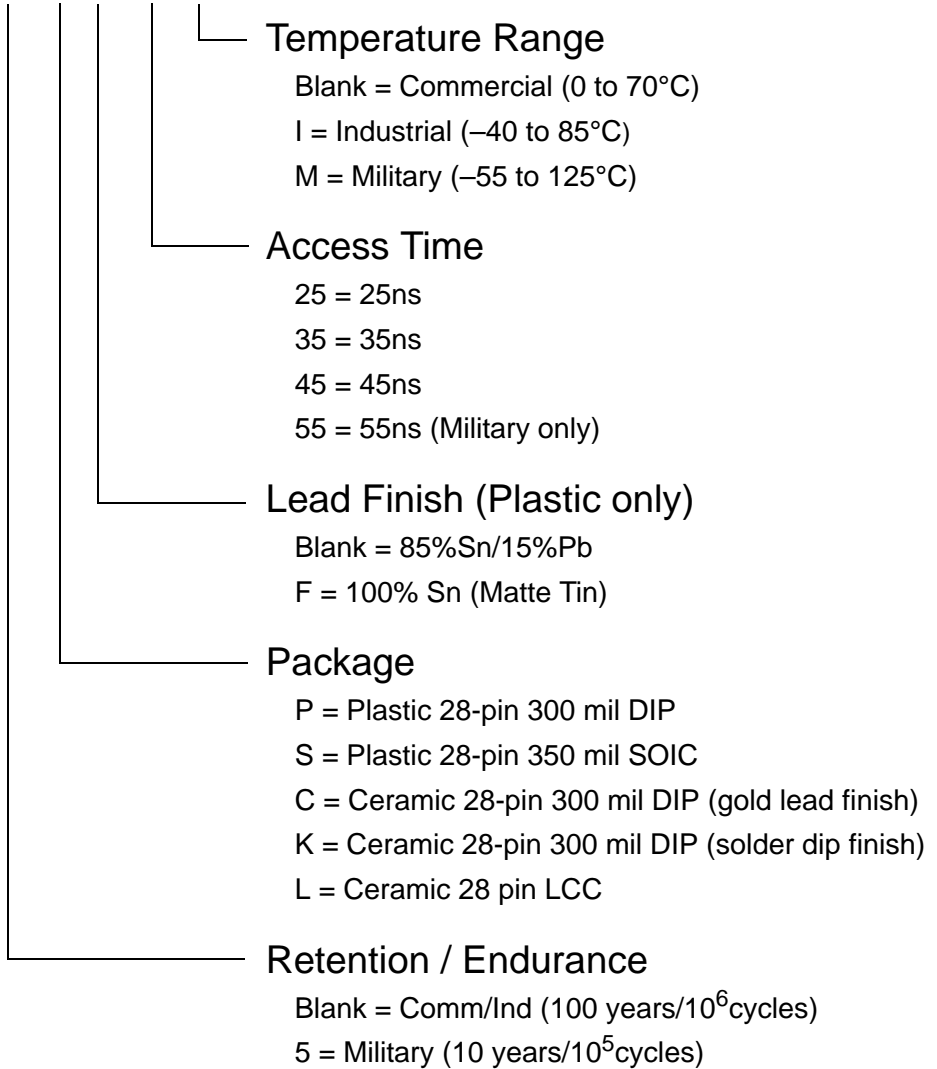 Temperature Range
Blank = Commercial (0 to 70°C)
I = Industrial (–40 to 85°C)
M = Military (–55 to 125°C)
Access Time
25 = 25ns
35 = 35ns
45 = 45ns
55 = 55ns (Military only)
Lead Finish (Plastic only)
Blank = 85%Sn/15%Pb
F = 100% Sn (Matte Tin)
Package
P = Plastic 28-pin 300 mil DIP
S = Plastic 28-pin 350 mil SOIC
C = Ceramic 28-pin 300 mil DIP (gold lead finish)
K = Ceramic 28-pin 300 mil DIP (solder dip finish)
L = Ceramic 28 pin LCC
Retention / Endurance
Blank = Comm/Ind (100 years/10⁶cycles)
5 = Military (10 years/10⁵cycles)